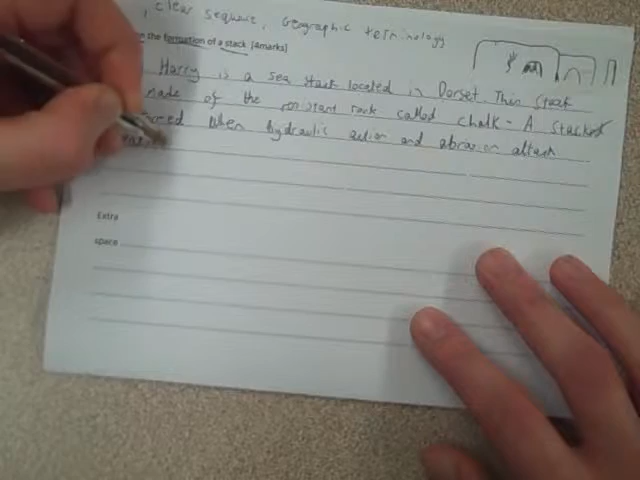 clear sequence, Geographic terminology
the formation of a stack [4marks]
Harry is a sea stack located in Dorset. This stack
made of the resistant rock called chalk - A stack
formed when hydraulic action and abrasion attack
Extra
space